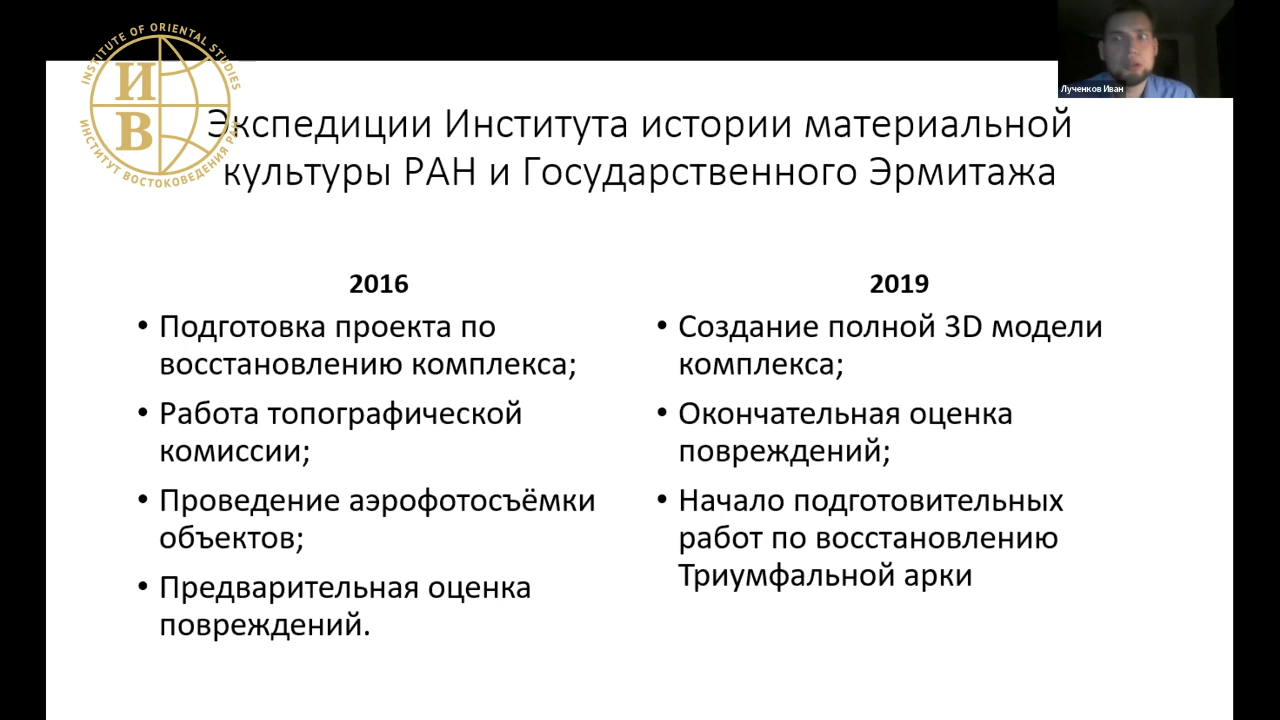 INSTITUTE OF ORIENTAL STUDIES
И
В
ИНСТИТУТ ВОСТОКОВЕДЕНИЯ РАН
Лученков Иван
Экспедиции Института истории материальной
культуры РАН и Государственного Эрмитажа
2016
• Подготовка проекта по
восстановлению комплекса;
• Работа топографической
комиссии;
• Проведение аэрофотосъёмки
объектов;
• Предварительная оценка
повреждений.
2019
• Создание полной 3D модели
комплекса;
• Окончательная оценка
повреждений;
• Начало подготовительных
работ по восстановлению
Триумфальной арки